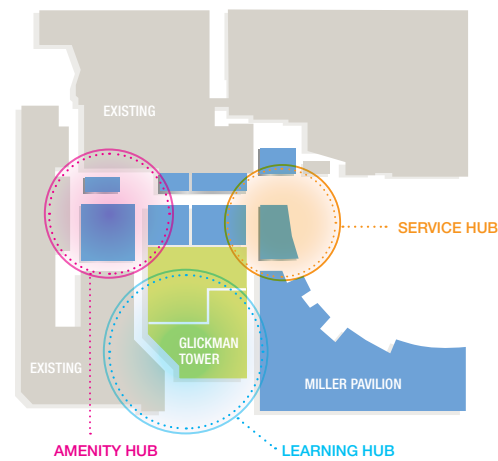 EXISTING
SERVICE HUB
GLICKMAN
TOWER
EXISTING
MILLER PAVILION
AMENITY HUB
LEARNING HUB